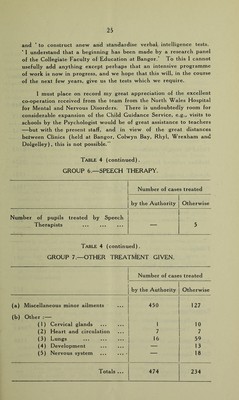 25
and " to construct snew and standardise verbal intelligence tests.
' I understand that a beginning has been made by a research panel
of the Collegiate Faculty of Education at Bangor.' To this I cannot
usefully add anything except perhaps that an intensive programme
of work is now in progress, and we hope that this will, in the course
of the next few years, give us the tests which we require.
I must place on record my great appreciation of the excellent
co-operation received from the team from the North Wales Hospital
for Mental and Nervous Disorders. There is undoubtedly room for
considerable expansion of the Child Guidance Service, e.g., visits to
schools by the Psychologist would be of great assistance to teachers
—but with the present staff, and in view of the great distances
between Clinics (held at Bangor, Colwyn Bay, Rhyl, Wrexham and
Dolgelley), this is not possible."
Table 4 (continued).
GROUP 6.—SPEECH THERAPY.
Number of cases treated
by the Authority Otherwise
Number of pupils treated by Speech
Therapists ... ... ... ... — 5
Table 4 (continued).
GROUP 7.—OTHER TREATMENT GIVEN.
Number of cases treated
by the Authority Otherwise
(a) Miscellaneous minor ailments ... 450 127
(b) Other :—
(1) Cervical glands ... ... 1 10
(2) Heart and circulation ... 7 7
(3) Lungs ... ... ... 16 59
(4) Development ... ... — 13
(5) Nervous system ... ... — 18
Totals ... 474 234